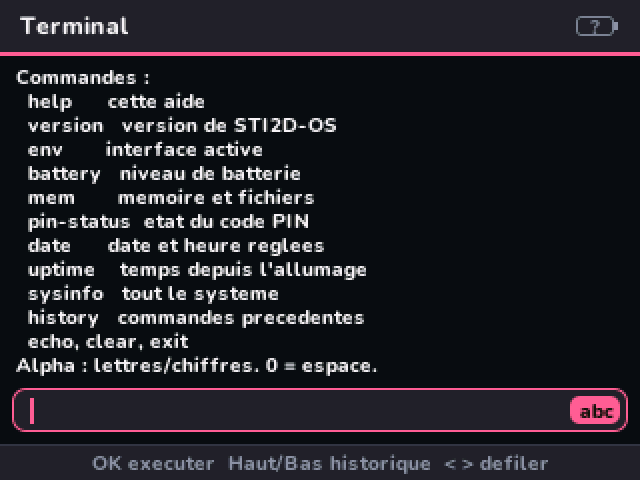 Terminal
?
Commandes :
help cette aide
version version de STI2D-OS
env interface active
battery niveau de batterie
mem memoire et fichiers
pin-status etat du code PIN
date date et heure reglees
uptime temps depuis l'allumage
sysinfo tout le systeme
history commandes precedentes
echo, clear, exit
Alpha : lettres/chiffres. 0 = espace.
abc
OK executer Haut/Bas historique < > defiler